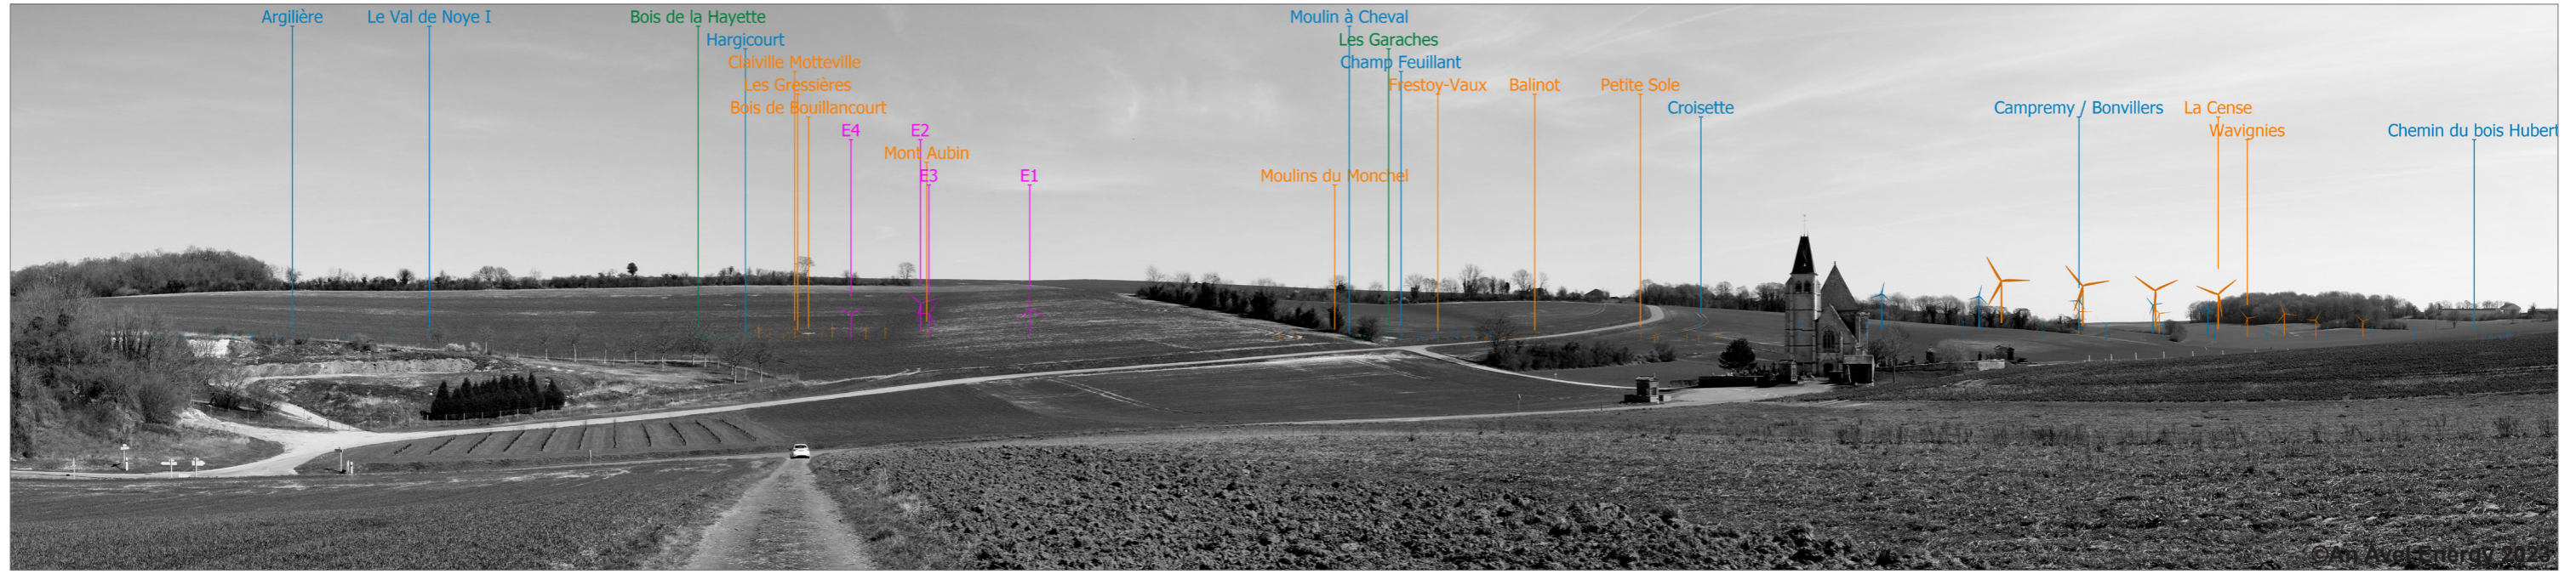 Argilière
Le Val de Noye I
Bois de la Hayette
Hargicourt
Claiville Motteville
Les Gressières
Bois de Bouillancourt
E4
E2
Mont Aubin
E3
E1
Moulin à Cheval
Les Garaches
Champ Feuillant
Frestoy-Vaux
Balinot
Petite Sole
Croisette
Moulins du Monchel
Campremy / Bonvillers
La Cense
Wavignies
Chemin du bois Hubert
©An Avel Energy 2023